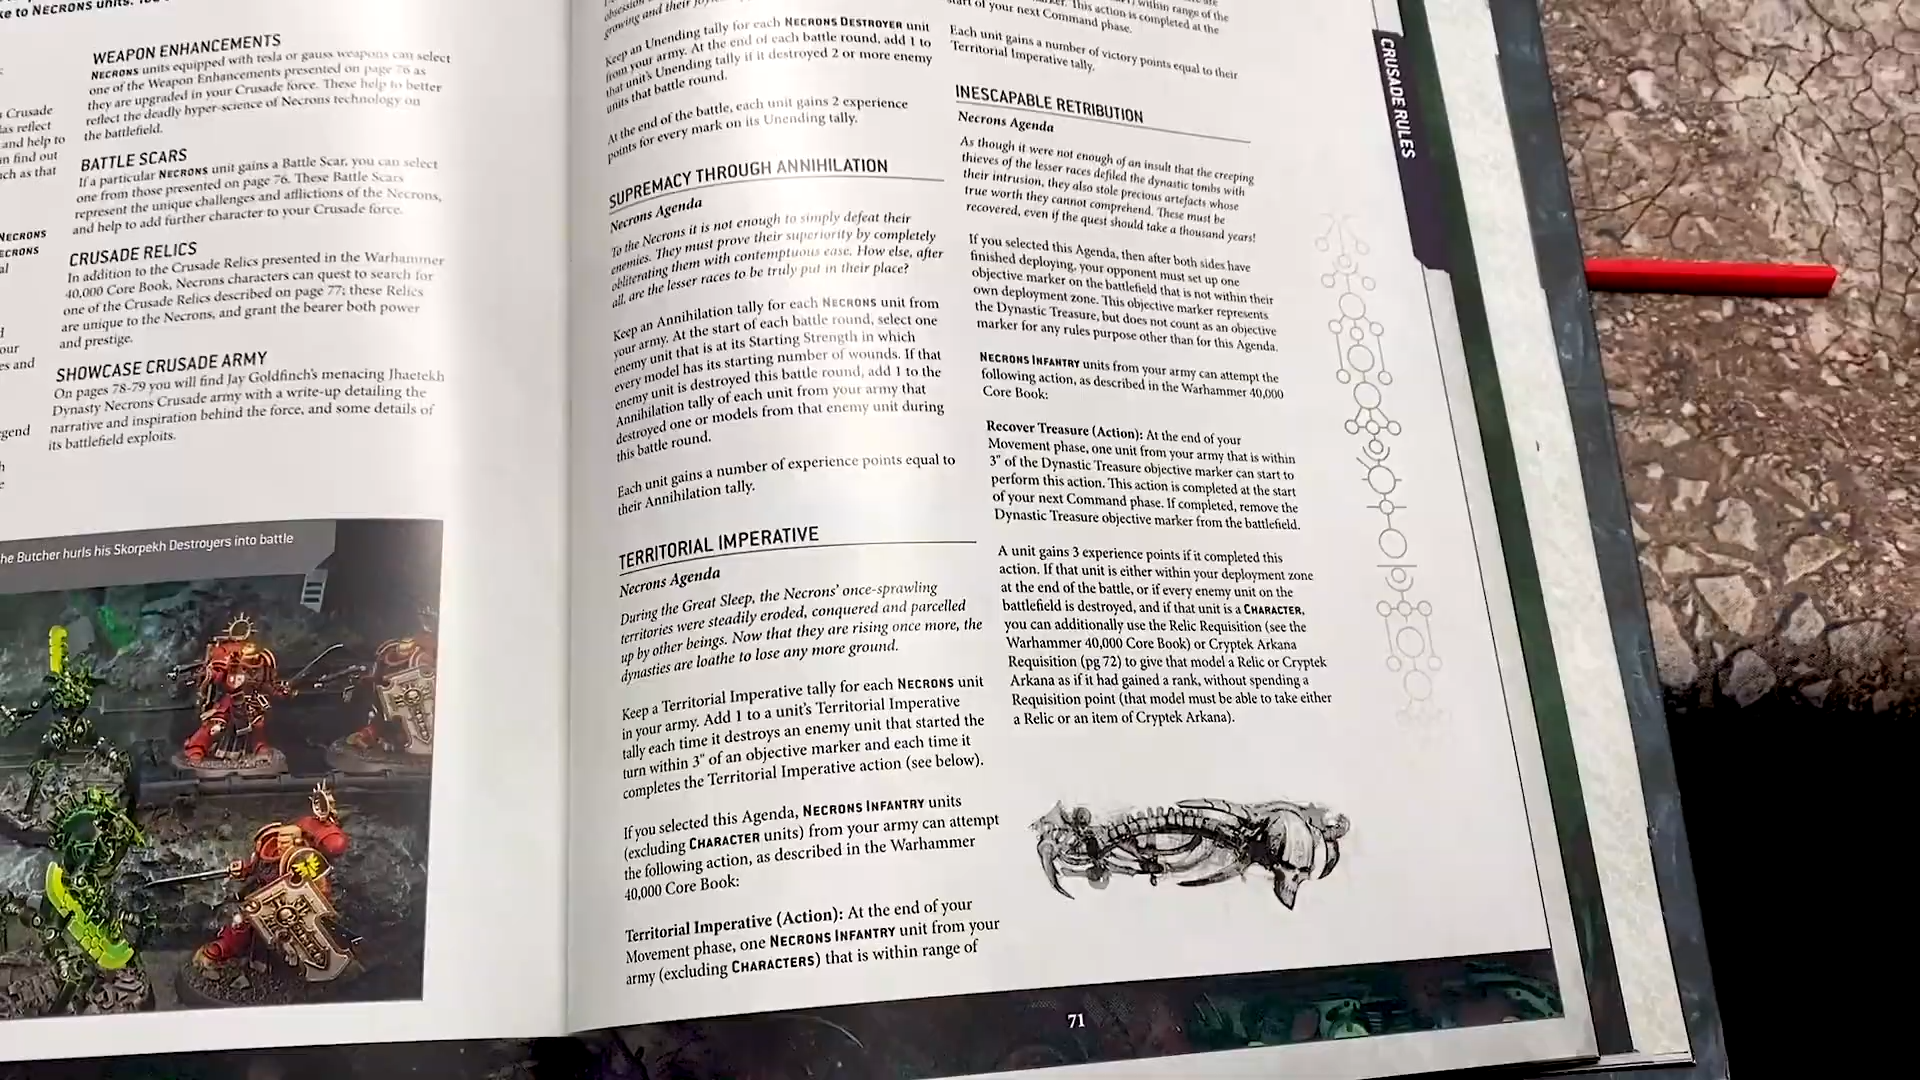 ke to NECRONS units.
Crusade
as reflect
and help to
n find out
ch as that
NECRONS
ECRONS
al
our
es and
gend
WEAPON ENHANCEMENTS
NECRONS units equipped with tesla or gauss weapons can select
one of the Weapon Enhancements presented on page 76 as
they are upgraded in your Crusade force. These help to better
reflect the deadly hyper-science of Necrons technology on
the battlefield.
BATTLE SCARS
If a particular NECRONS unit gains a Battle Scar, you can select
one from those presented on page 76. These Battle Scars
represent the unique challenges and afflictions of the Necrons,
and help to add further character to your Crusade force.
CRUSADE RELICS
In addition to the Crusade Relics presented in the Warhammer
40,000 Core Book, Necrons characters can quest to search for
one of the Crusade Relics described on page 77; these Relics
are unique to the Necrons, and grant the bearer both power
and prestige.
SHOWCASE CRUSADE ARMY
On pages 78-79 you will find Jay Goldfinch's menacing Jhaetekh
Dynasty Necrons Crusade army with a write-up detailing the
narrative and inspiration behind the force, and some details of
its battlefield exploits.
he Butcher hurls his Skorpekh Destroyers into battle
growing and their
Keep an Unending tally for each NECRONS DESTROYER unit
from your army. At the end of each battle round, add 1 to
that unit's Unending tally if it destroyed 2 or more enemy
units that battle round.
At the end of the battle, each unit gains 2 experience
points for every mark on its Unending tally.
SUPREMACY THROUGH ANNIHILATION
Necrons Agenda
To the Necrons it is not enough to simply defeat their
enemies. They must prove their superiority by completely
obliterating them with contemptuous ease. How else, after
all, are the lesser races to be truly put in their place?
Keep an Annihilation tally for each NECRONS unit from
your army. At the start of each battle round, select one
enemy unit that is at its Starting Strength in which
every model has its starting number of wounds. If that
enemy unit is destroyed this battle round, add 1 to the
Annihilation tally of each unit from your army that
destroyed one or models from that enemy unit during
this battle round.
Each unit gains a number of experience points equal to
their Annihilation tally.
TERRITORIAL IMPERATIVE
Necrons Agenda
During the Great Sleep, the Necrons' once-sprawling
territories were steadily eroded, conquered and parcelled
up by other beings. Now that they are rising once more, the
dynasties are loathe to lose any more ground.
Keep a Territorial Imperative tally for each NECRONS unit
in your army. Add 1 to a unit's Territorial Imperative
tally each time it destroys an enemy unit that started the
turn within 3" of an objective marker and each time it
completes the Territorial Imperative action (see below).
If you selected this Agenda, NECRONS INFANTRY units
(excluding CHARACTER units) from your army can attempt
the following action, as described in the Warhammer
40,000 Core Book:
Territorial Imperative (Action): At the end of your
Movement phase, one NECRONS INFANTRY unit from your
army (excluding CHARACTERS) that is within range of
within range of the
marker. This action is completed at the
start of your next Command phase.
Each unit gains a number of victory points equal to their
Territorial Imperative tally.
INESCAPABLE RETRIBUTION
Necrons Agenda
As though it were not enough of an insult that the creeping
thieves of the lesser races defiled the dynastic tombs with
their intrusion, they also stole precious artefacts whose
true worth they cannot comprehend. These must be
recovered, even if the quest should take a thousand years!
If you selected this Agenda, then after both sides have
finished deploying, your opponent must set up one
objective marker on the battlefield that is not within their
own deployment zone. This objective marker represents
the Dynastic Treasure, but does not count as an objective
marker for any rules purpose other than for this Agenda.
NECRONS INFANTRY units from your army can attempt the
following action, as described in the Warhammer 40,000
Core Book:
Recover Treasure (Action): At the end of your
Movement phase, one unit from your army that is within
3" of the Dynastic Treasure objective marker can start to
perform this action. This action is completed at the start
of your next Command phase. If completed, remove the
Dynastic Treasure objective marker from the battlefield.
A unit gains 3 experience points if it completed this
action. If that unit is either within your deployment zone
at the end of the battle, or if every enemy unit on the
battlefield is destroyed, and if that unit is a CHARACTER,
you can additionally use the Relic Requisition (see the
Warhammer 40,000 Core Book) or Cryptek Arkana
Requisition (pg 72) to give that model a Relic or Cryptek
Arkana as if it had gained a rank, without spending a
Requisition point (that model must be able to take either
a Relic or an item of Cryptek Arkana).
CRUSADE RULES
71